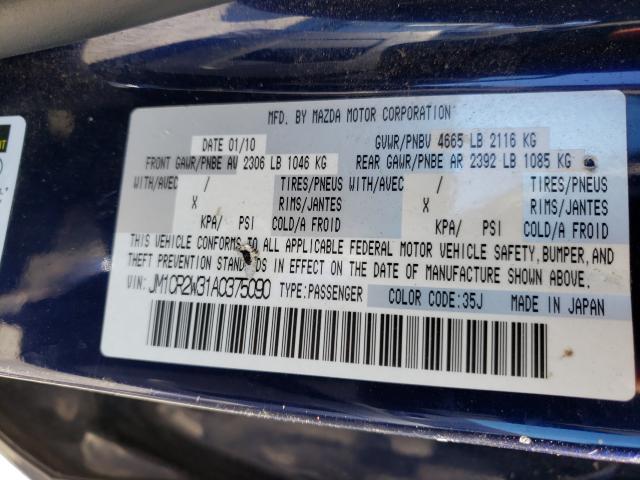 MFD. BY MAZDA MOTOR CORPORATION
DATE 01/10 GVWR/PNBV 4665 LB 2116 KG
FRONT GAWR/PNBE AV 2306 LB 1046 KG REAR GAWR/PNBE AR 2392 LB 1085 KG
WITH/AVEC / TIRES/PNEUS WITH/AVEC / TIRES/PNEUS
X RIMS/JANTES X RIMS/JANTES
KPA/ PSI COLD/A FROID KPA/ PSI COLD/A FROID
THIS VEHICLE CONFORMS TO ALL APPLICABLE FEDERAL MOTOR VEHICLE SAFETY, BUMPER, AND
THEFT PREVENTION STANDARDS IN EFFECT ON THE DATE OF MANUFACTURE SHOWN ABOVE.
VIN: JM1CR2W31A0375090 TYPE:PASSENGER COLOR CODE:35J MADE IN JAPAN